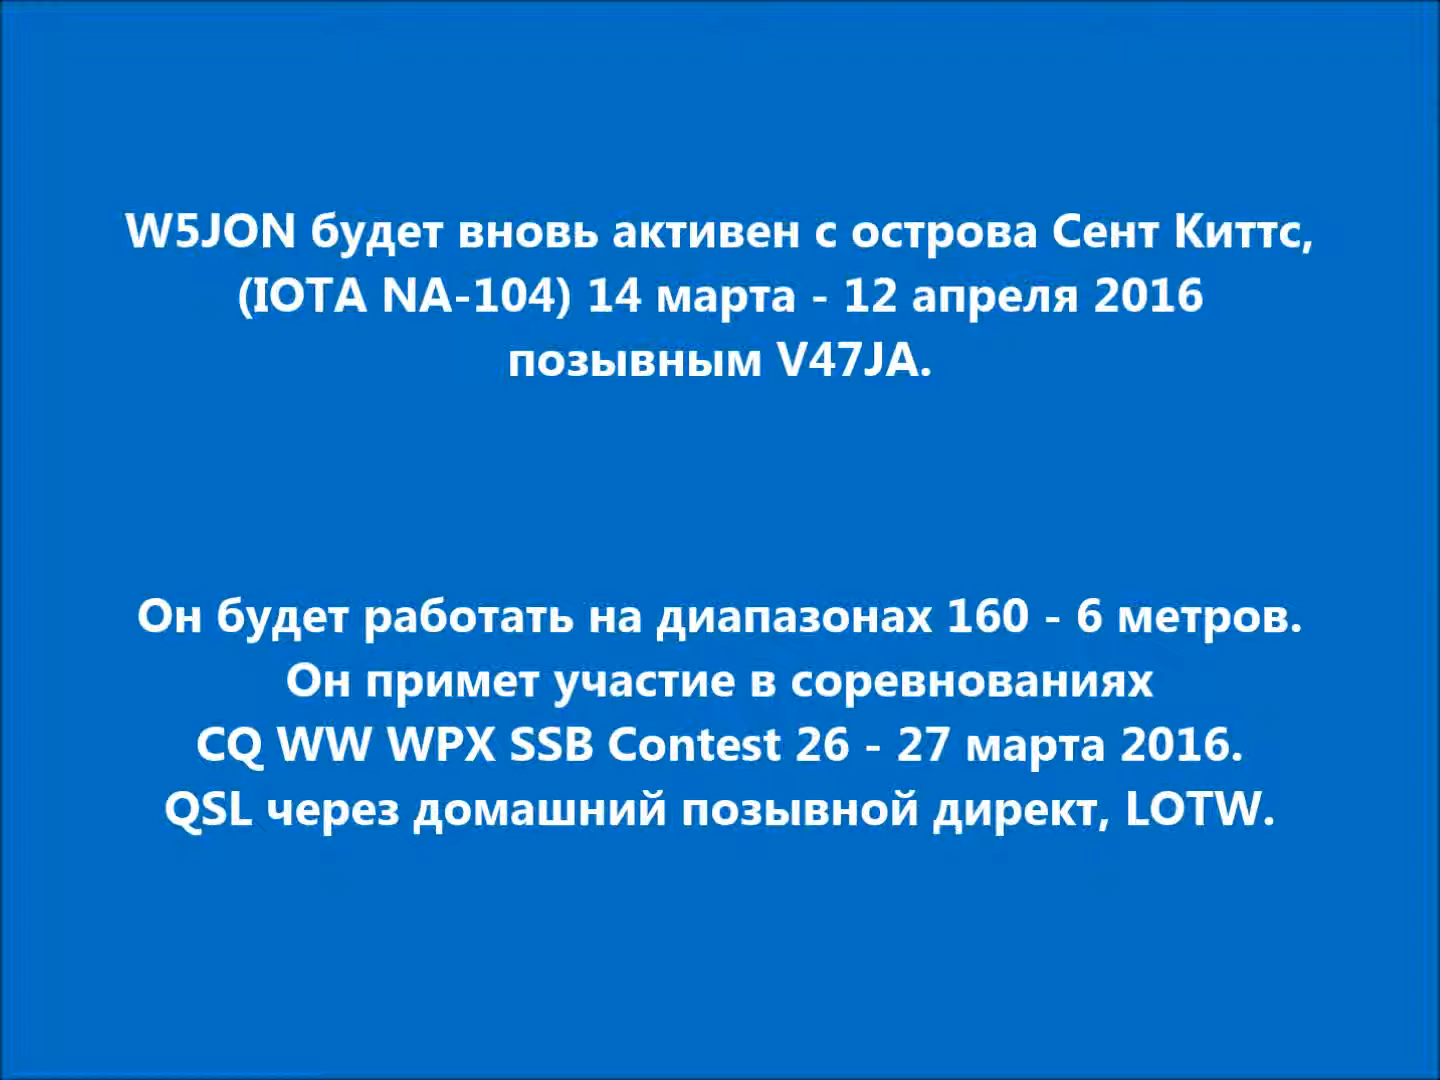 W5JON будет вновь активен с острова Сент Киттс,
(IOTA NA-104) 14 марта - 12 апреля 2016
позывным V47JA.
Он будет работать на диапазонах 160 - 6 метров.
Он примет участие в соревнованиях
CQ WW WPX SSB Contest 26 - 27 марта 2016.
QSL через домашний позывной директ, LOTW.